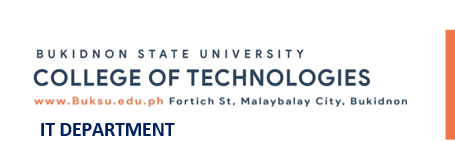 BUKIDNON STATE UNIVERSITY
COLLEGE OF TECHNOLOGIES
www.Buksu.edu.ph Fortich St, Malaybalay City, Bukidnon
IT DEPARTMENT